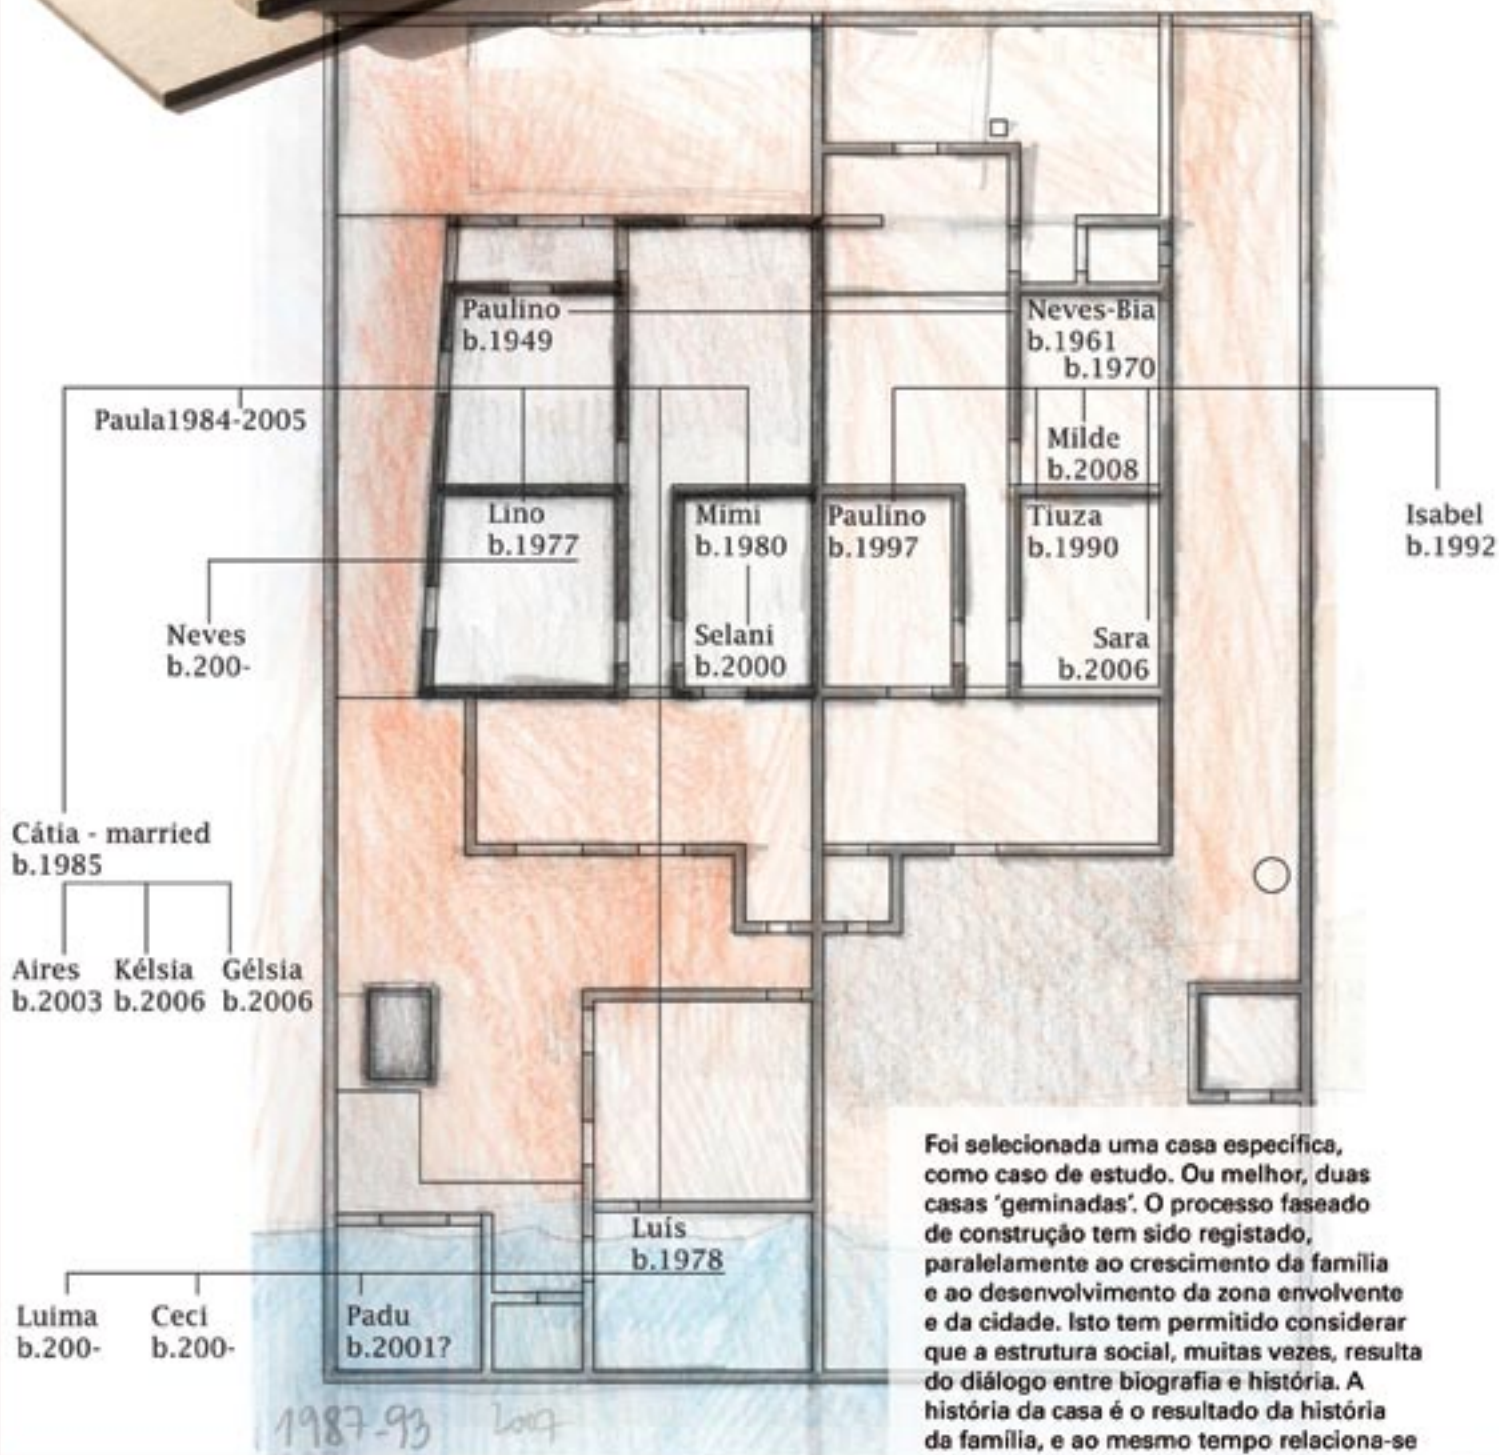 Paulino
b.1949
Neves-Bia
b.1961
b.1970
Paula1984-2005
Milde
b.2008
Lino
b.1977
Mimi
b.1980
Paulino
b.1997
Tiuza
b.1990
Isabel
b.1992
Neves
b.200-
Selani
b.2000
Sara
b.2006
Cátia - married
b.1985
Aires
b.2003
Kélsia
b.2006
Gélsia
b.2006
Luís
b.1978
Luima
b.200-
Ceci
b.200-
Padu
b.2001?
1987-93 2007
Foi selecionada uma casa específica,
como caso de estudo. Ou melhor, duas
casas ‘geminadas’. O processo faseado
de construção tem sido registado,
paralelamente ao crescimento da família
e ao desenvolvimento da zona envolvente
e da cidade. Isto tem permitido considerar
que a estrutura social, muitas vezes, resulta
do diálogo entre biografia e história. A
história da casa é o resultado da história
da família, e ao mesmo tempo relaciona-se